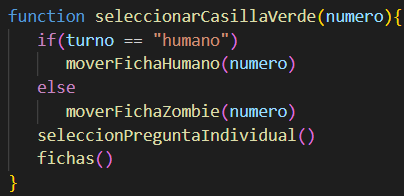 function seleccionarCasillaVerde(numero){
    if(turno == "humano")
        moverFichaHumano(numero)
    else
        moverFichaZombie(numero)
    seleccionPreguntaIndividual()
    fichas()
}